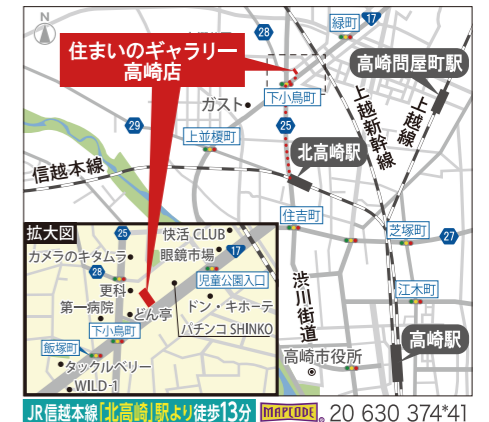 N
28
緑町
17
住まいのギャラリー
高崎店
高崎問屋町駅
ガスト
下小鳥町
上越新幹線
上越線
29
上並榎町
25
北高崎駅
信越本線
住吉町
芝塚町
27
拡大図
25
快活 CLUB
カメラのキタムラ
眼鏡市場
17
28
児童公園入口
更科
ドン・キホーテ
第一病院
どん亭
パチンコ SHINKO
下小鳥町
飯塚町
タックルベリー
WILD-1
渋川街道
江木町
高崎駅
高崎市役所
JR信越本線「北高崎」駅より徒歩13分
MAPCODE 20 630 374*41